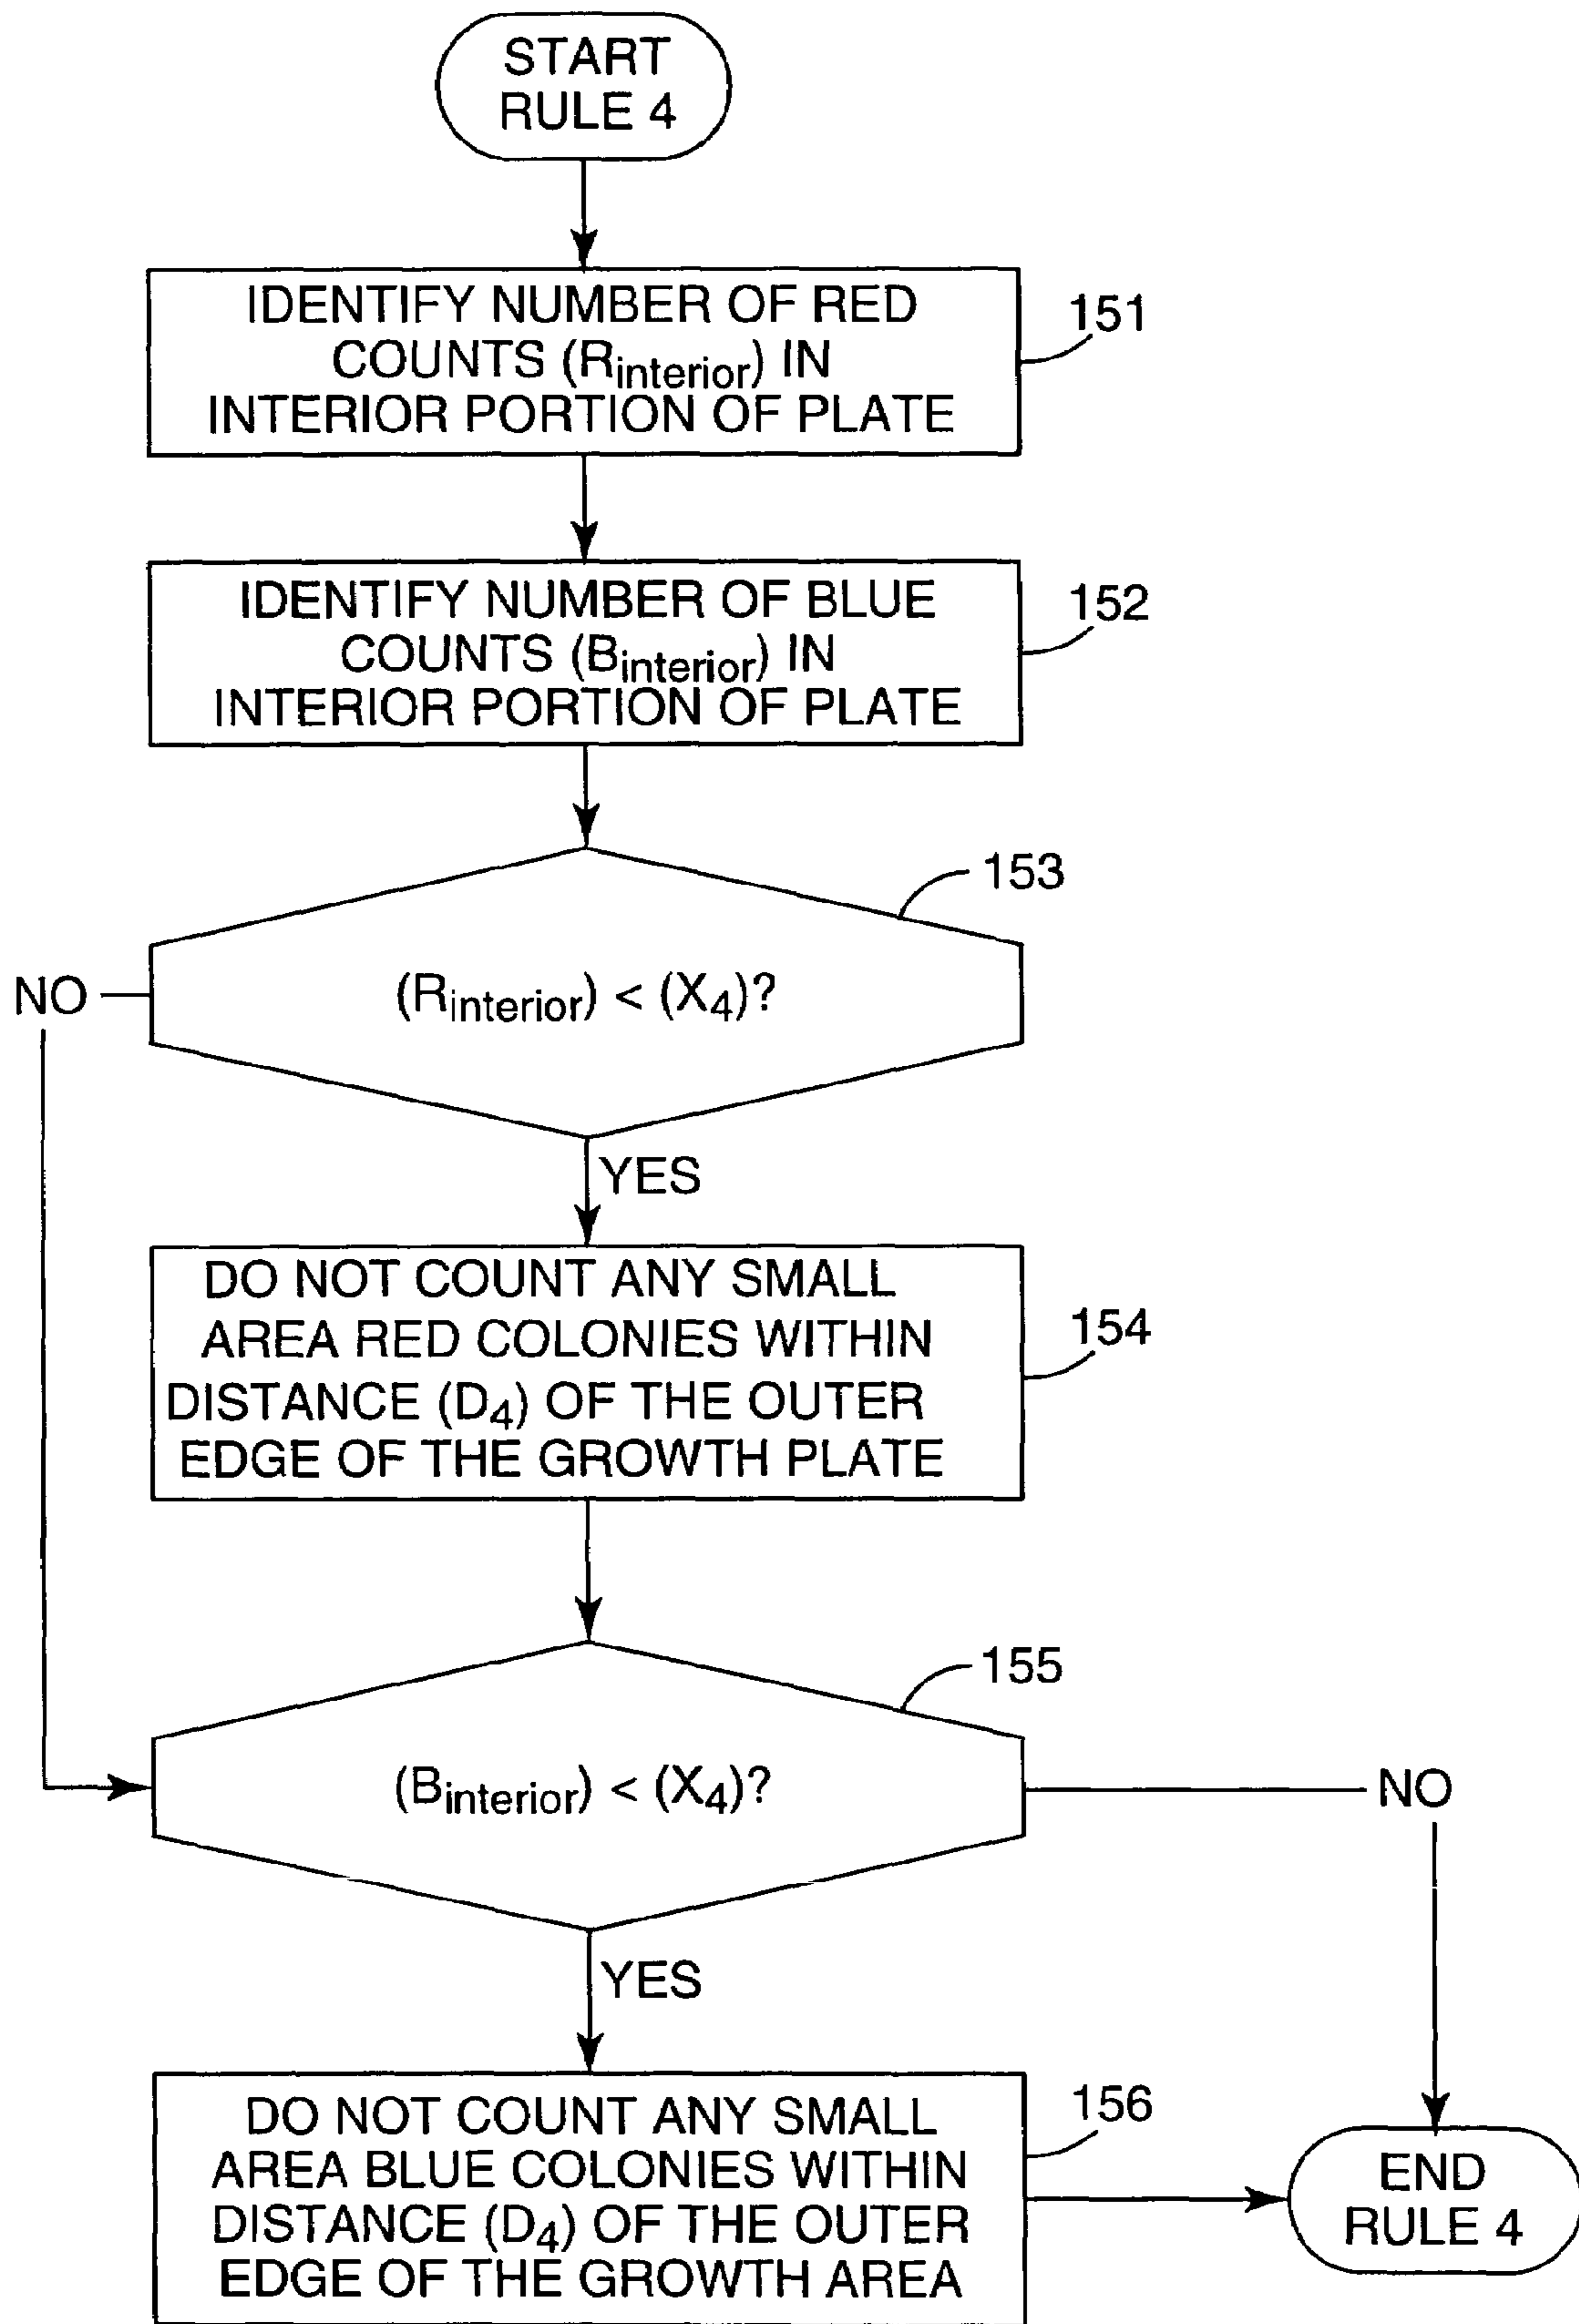 START
RULE 4
IDENTIFY NUMBER OF RED
COUNTS (Rinterior) IN
INTERIOR PORTION OF PLATE
151
IDENTIFY NUMBER OF BLUE
COUNTS (Binterior) IN
INTERIOR PORTION OF PLATE
152
153
NO
(Rinterior) < (X4)?
YES
DO NOT COUNT ANY SMALL
AREA RED COLONIES WITHIN
DISTANCE (D4) OF THE OUTER
EDGE OF THE GROWTH PLATE
154
155
(Binterior) < (X4)?
NO
YES
DO NOT COUNT ANY SMALL
AREA BLUE COLONIES WITHIN
DISTANCE (D4) OF THE OUTER
EDGE OF THE GROWTH AREA
156
END
RULE 4